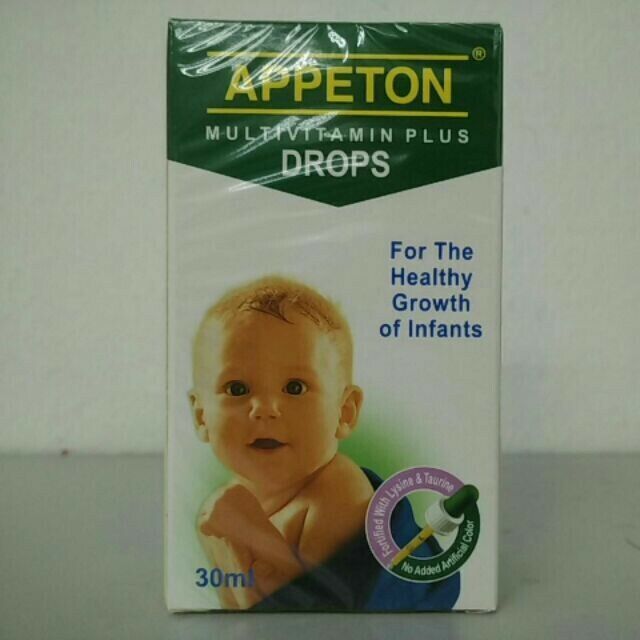 APPETON®
MULTIVITAMIN PLUS
DROPS
For The
Healthy
Growth
of Infants
Fortified With Lysine & Taurine
No Added Artificial Color
30ml